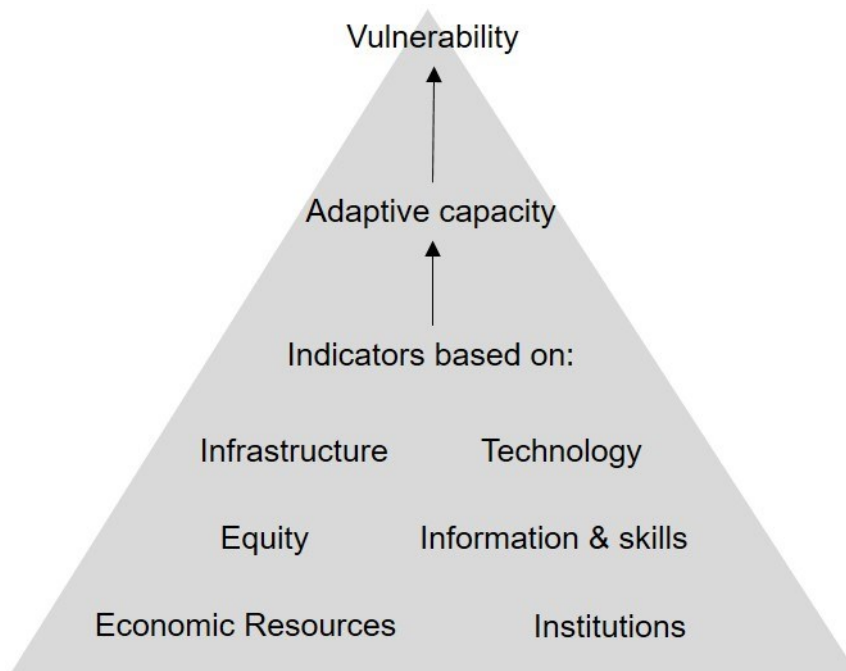 Vulnerability
Adaptive capacity
Indicators based on:
Infrastructure Technology
Equity Information & skills
Economic Resources Institutions